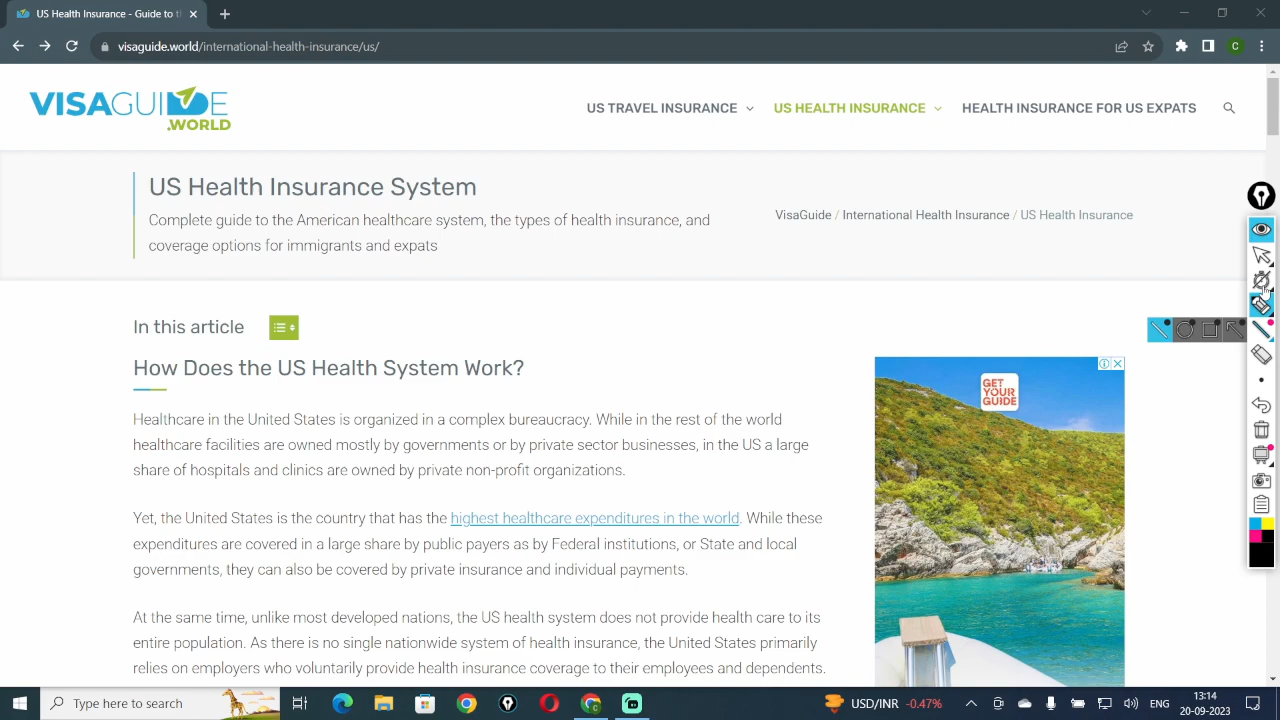 US Health Insurance - Guide to t
visaguide.world/international-health-insurance/us/
C
VISAGUIDE
.WORLD
US TRAVEL INSURANCE
US HEALTH INSURANCE
HEALTH INSURANCE FOR US EXPATS
US Health Insurance System
Complete guide to the American healthcare system, the types of health insurance, and
coverage options for immigrants and expats
VisaGuide / International Health Insurance / US Health Insurance
In this article
How Does the US Health System Work?
Healthcare in the United States is organized in a complex bureaucracy. While in the rest of the world
healthcare facilities are owned mostly by governments or by private sector businesses, in the US a large
share of hospitals and clinics are owned by private non-profit organizations.
Yet, the United States is the country that has the highest healthcare expenditures in the world. While these
expenditures are covered in a large share by public payers as by Federal institutions, or State and local
governments, they can also be covered by private insurance and individual payments.
At the same time, unlike most developed nations, the US health system does not provide health care to its
entire population. As there is no single nationwide system of health insurance, the United States primarily
relies on employers who voluntarily provide health insurance coverage to their employees and dependents.
GET
YOUR
GUIDE
Type here to search
USD/INR -0.47%
ENG
13:14
20-09-2023